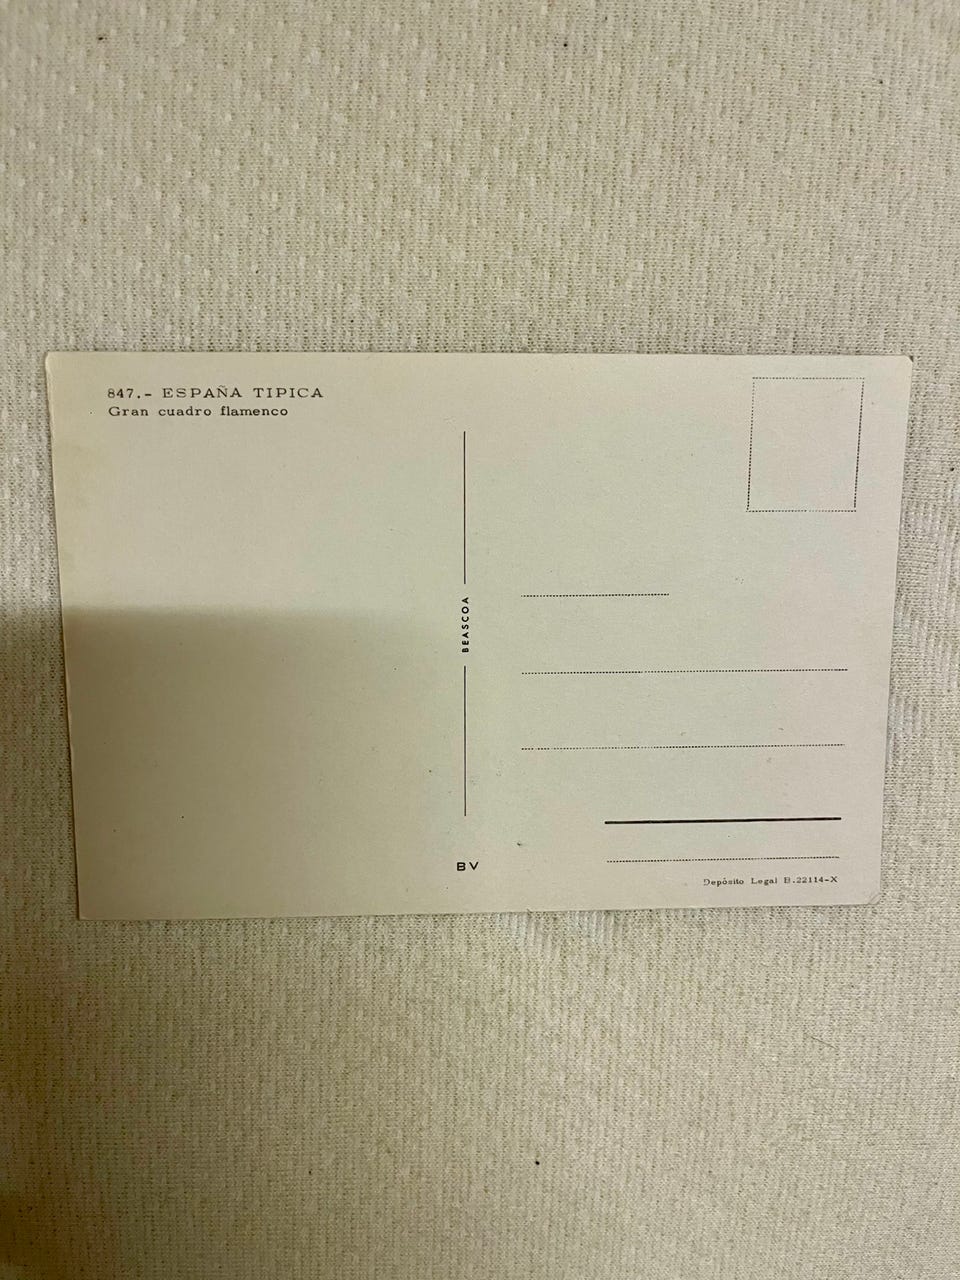 847.- ESPAÑA TIPICA
Gran cuadro flamenco
BEASCOA
BV
Depósito Legal B.22114-X